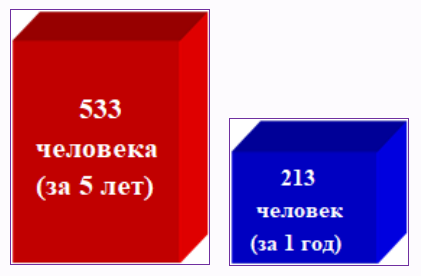 533
человека
(за 5 лет)
213
человек
(за 1 год)